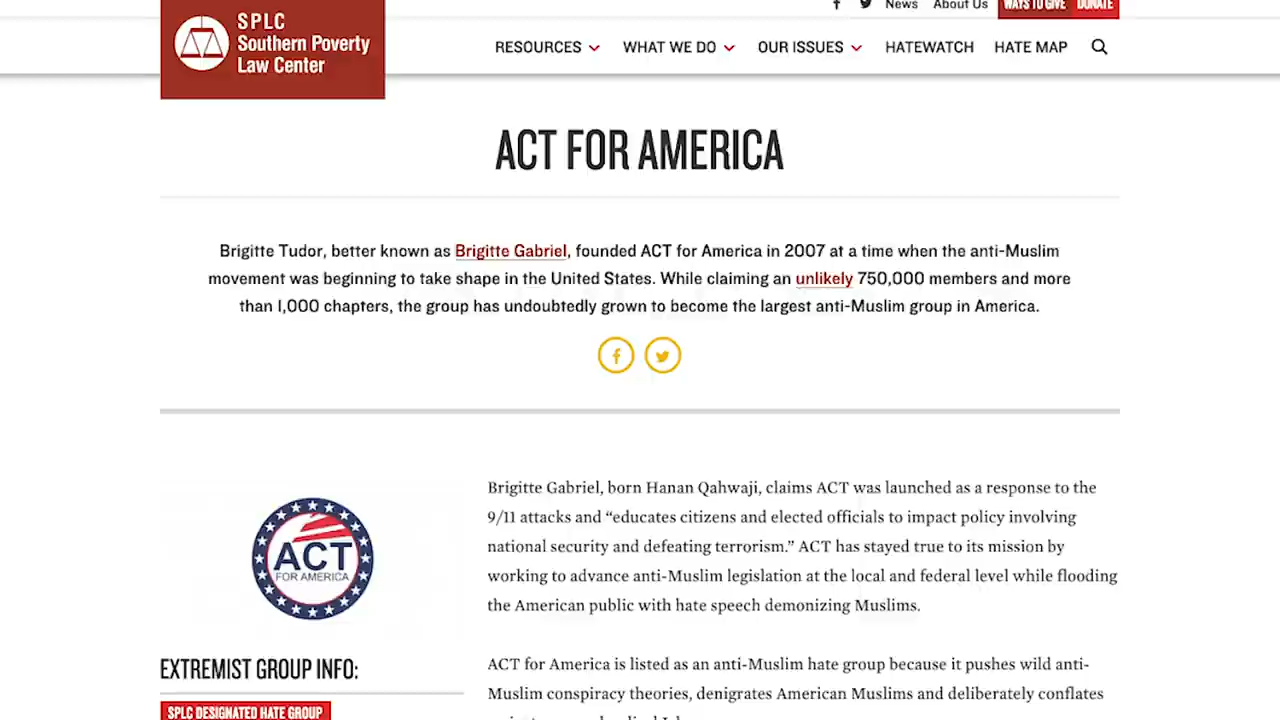 News About Us WAYS TO GIVE DONATE
SPLC
Southern Poverty
Law Center
RESOURCES WHAT WE DO OUR ISSUES HATEWATCH HATE MAP
ACT FOR AMERICA
Brigitte Tudor, better known as Brigitte Gabriel, founded ACT for America in 2007 at a time when the anti-Muslim
movement was beginning to take shape in the United States. While claiming an unlikely 750,000 members and more
than 1,000 chapters, the group has undoubtedly grown to become the largest anti-Muslim group in America.
ACT
FOR AMERICA
EXTREMIST GROUP INFO:
SPLC DESIGNATED HATE GROUP
Brigitte Gabriel, born Hanan Qahwaji, claims ACT was launched as a response to the
9/11 attacks and “educates citizens and elected officials to impact policy involving
national security and defeating terrorism.” ACT has stayed true to its mission by
working to advance anti-Muslim legislation at the local and federal level while flooding
the American public with hate speech demonizing Muslims.
ACT for America is listed as an anti-Muslim hate group because it pushes wild anti-
Muslim conspiracy theories, denigrates American Muslims and deliberately conflates